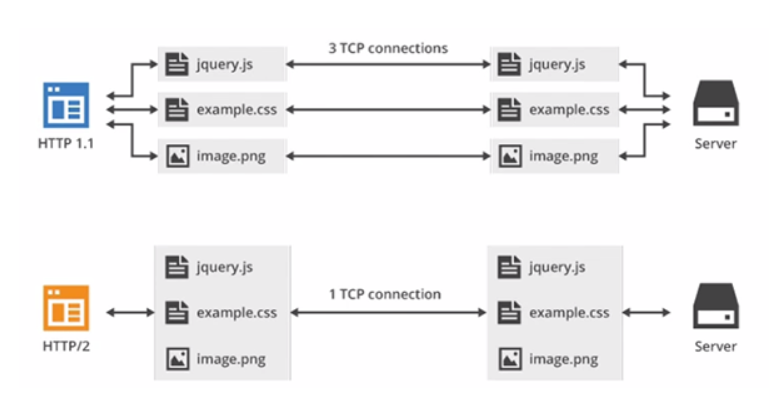 3 TCP connections
jquery.js
jquery.js
example.css
example.css
HTTP 1.1
Server
image.png
image.png
jquery.js
jquery.js
1 TCP connection
example.css
example.css
HTTP/2
Server
image.png
image.png